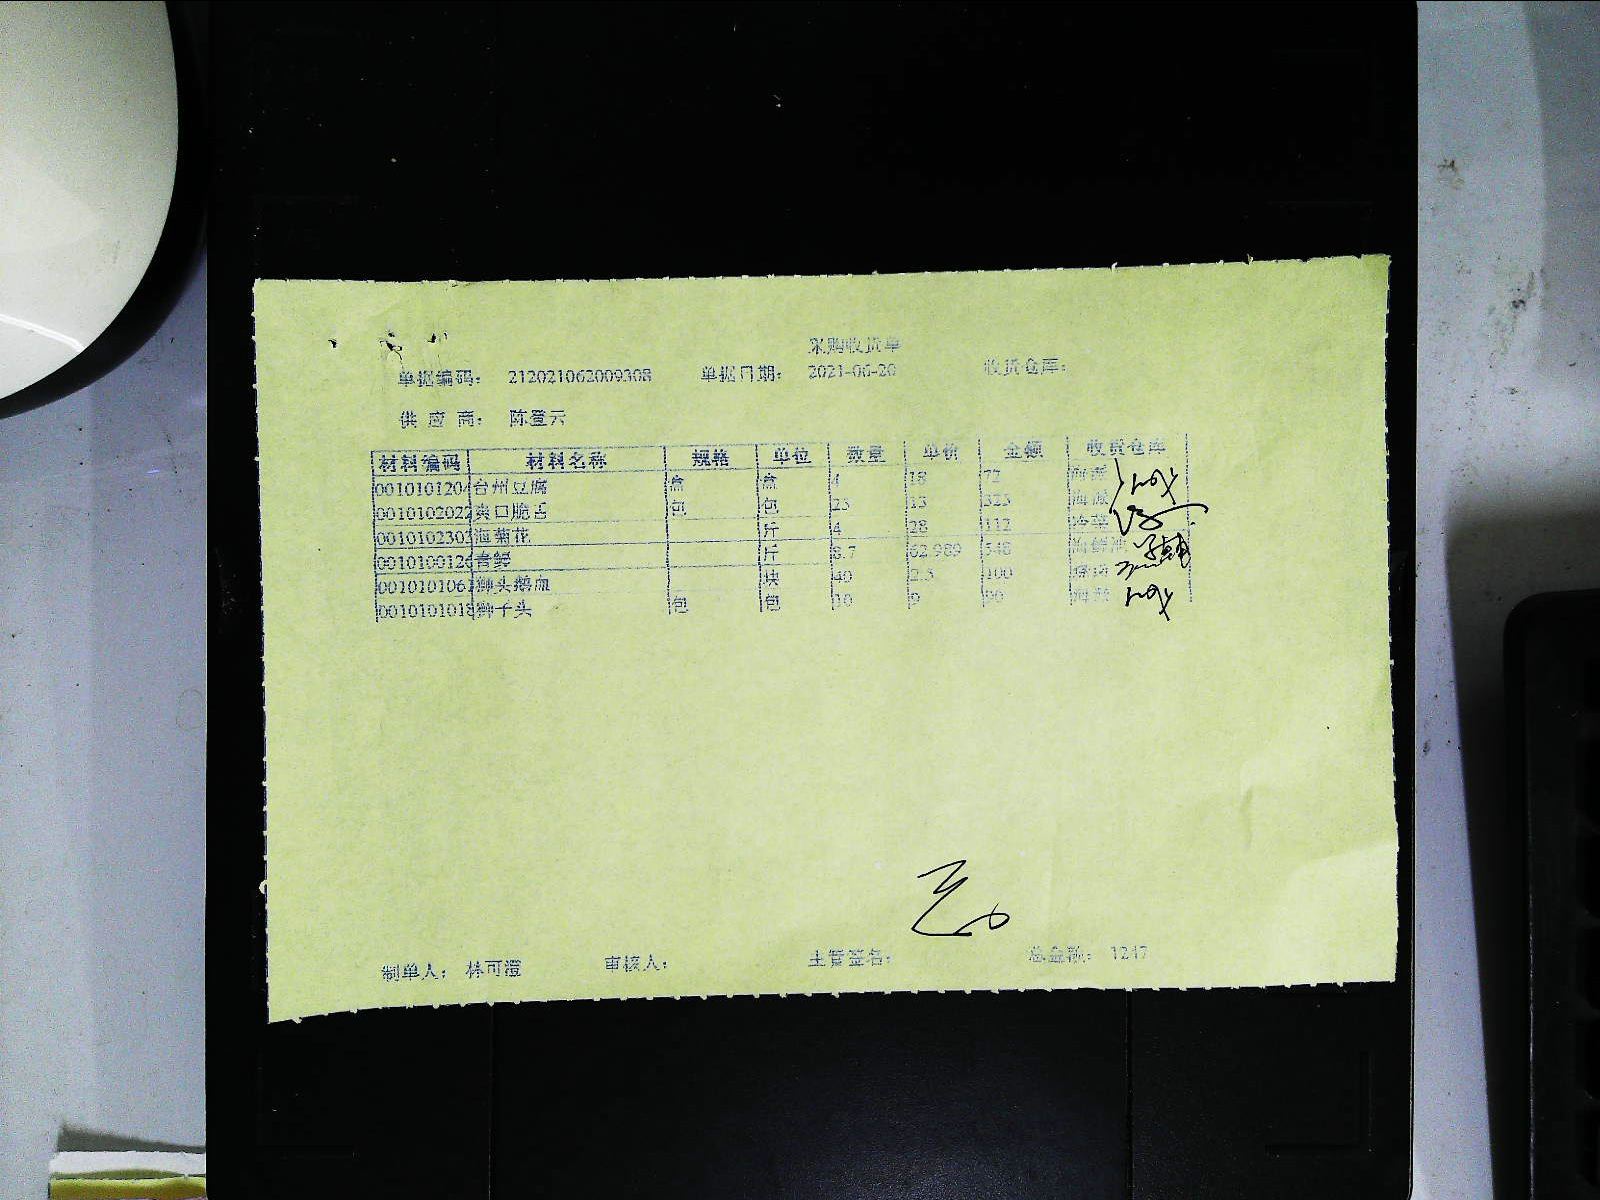 采购收货单
单据编码： 212021062009308 单据日期： 2021-06-20 收货仓库：
供 应 商： 陈登云
材料编码 材料名称 规格 单位 数量 单价 金额 收货仓库
0010101204 台州豆腐 盒 盒 4 18 72
0010102022 爽口脆舌 包 包 25 13 325
0010102303 海菊花 斤 4 28 112
0010100126 青鳗 斤 8.7 62.989 548
0010101061 狮头鹅血 块 40 2.5 100
0010101018 狮子头 包 包 10 9 90
制单人： 林可滢 审核人： 主管签名： 总金额： 1247